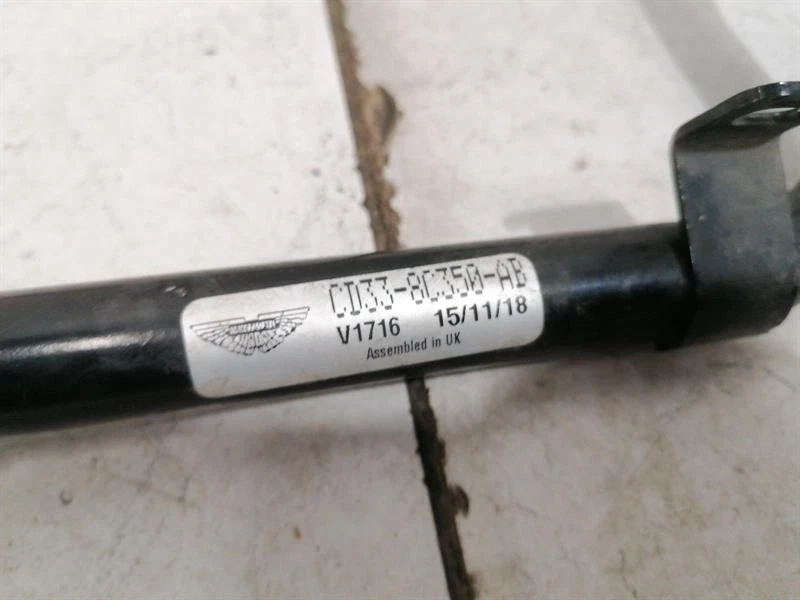 CD33-8C350-AB
V1716 15/11/18
Assembled in UK